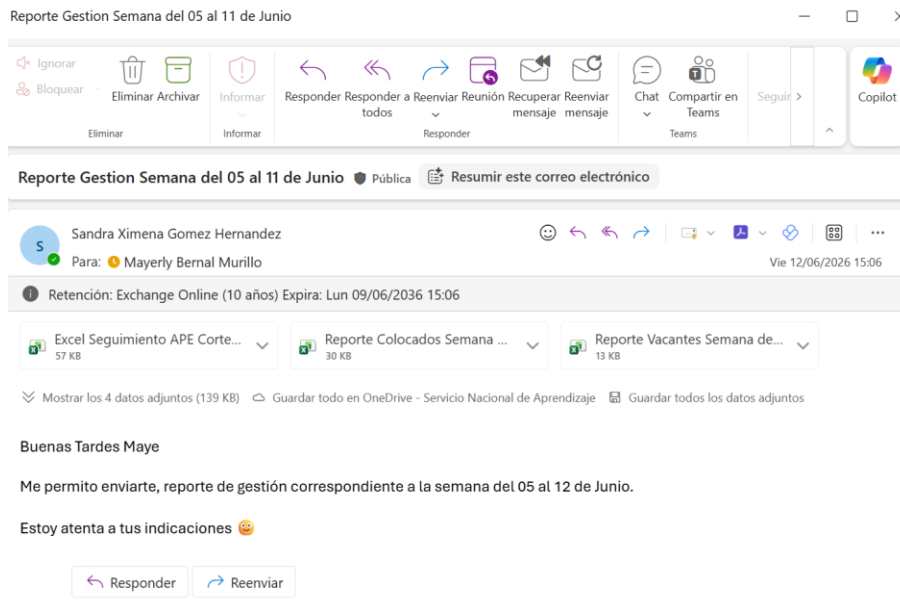 Reporte Gestion Semana del 05 al 11 de Junio
Ignorar
Bloquear
Eliminar Archivar
Eliminar
Informar
Informar
Responder Responder a todos Reenviar Reunión Recuperar mensaje Reenviar mensaje
Responder
Chat Compartir en Teams
Teams
Seguir
Copilot
Reporte Gestion Semana del 05 al 11 de Junio Pública Resumir este correo electrónico
S
Sandra Ximena Gomez Hernandez
Para: Mayerly Bernal Murillo
Vie 12/06/2026 15:06
Retención: Exchange Online (10 años) Expira: Lun 09/06/2036 15:06
Excel Seguimiento APE Corte...
57 KB
Reporte Colocados Semana ...
30 KB
Reporte Vacantes Semana de...
13 KB
Mostrar los 4 datos adjuntos (139 KB) Guardar todo en OneDrive - Servicio Nacional de Aprendizaje Guardar todos los datos adjuntos
Buenas Tardes Maye
Me permito enviarte, reporte de gestión correspondiente a la semana del 05 al 12 de Junio.
Estoy atenta a tus indicaciones 😜
Responder Reenviar